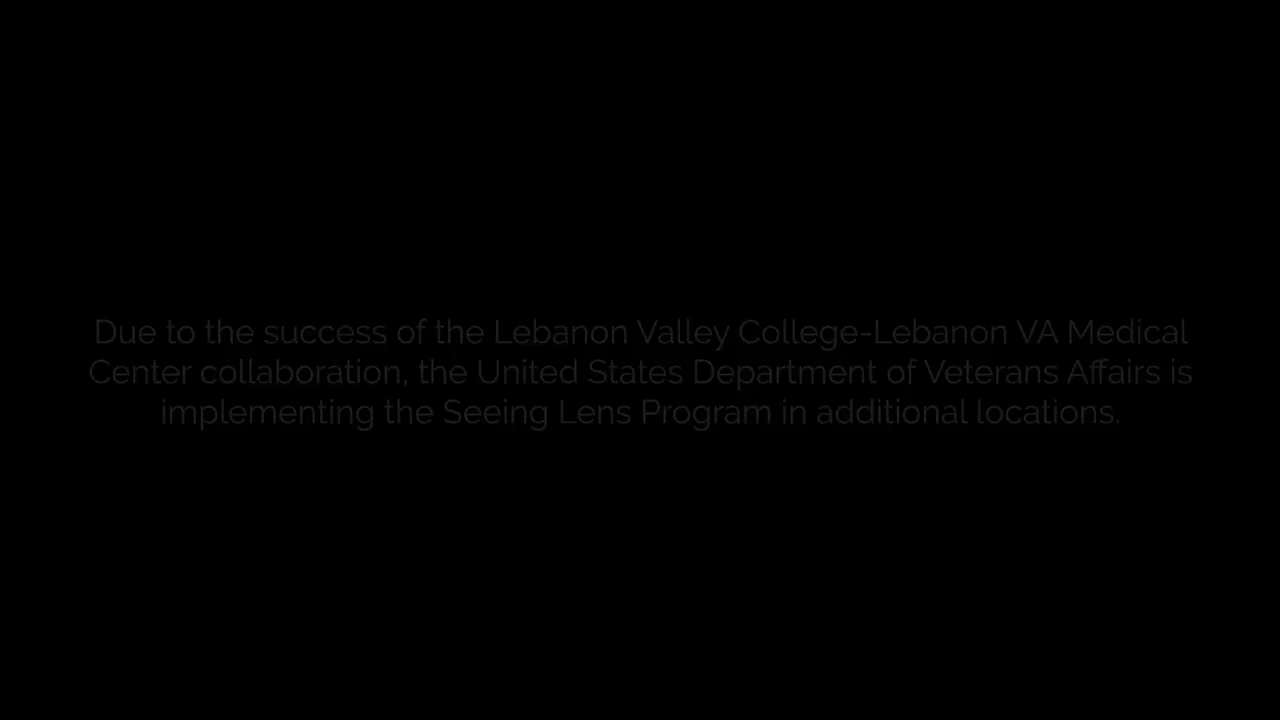 Due to the success of the Lebanon Valley College-Lebanon VA Medical
Center collaboration, the United States Department of Veterans Affairs is
implementing the Seeing Lens Program in additional locations.